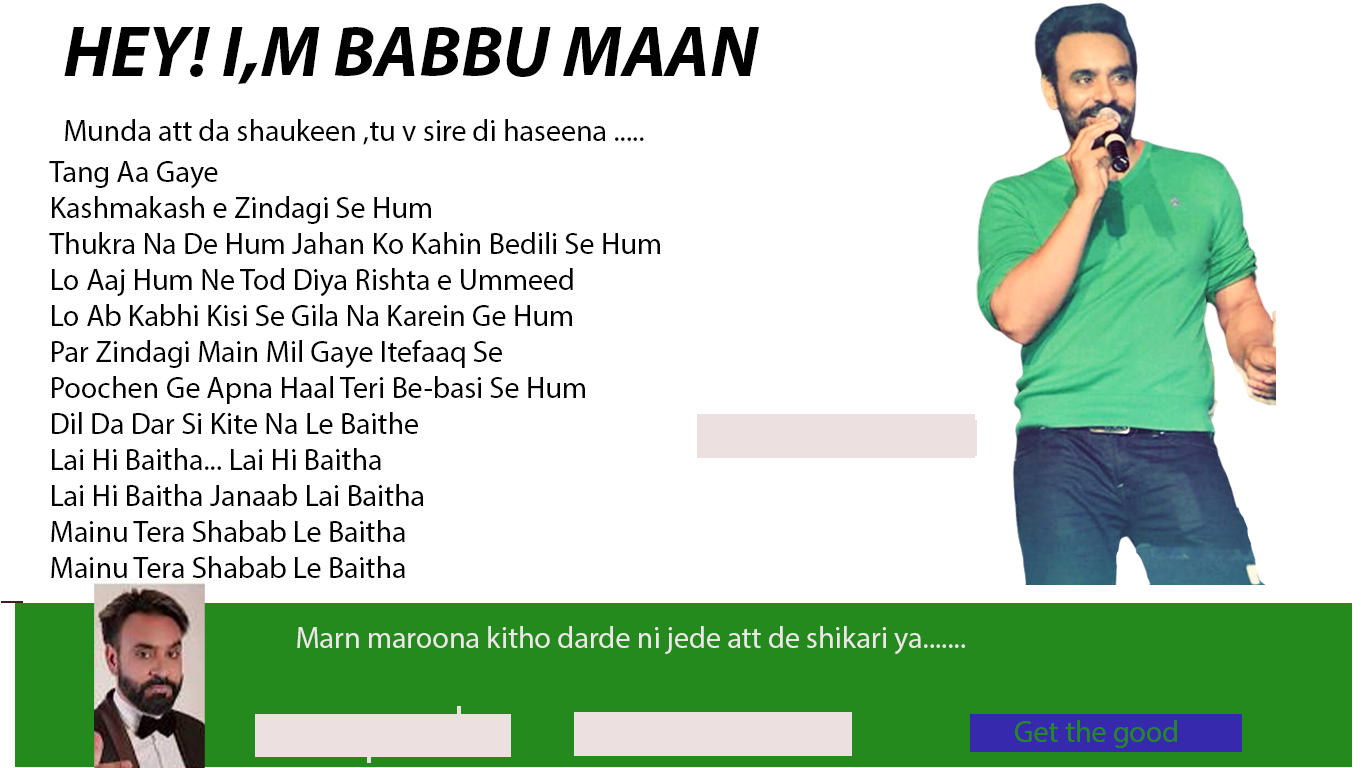 HEY! I,M BABBU MAAN
Munda att da shaukeen ,tu v sire di haseena .....
Tang Aa Gaye
Kashmakash e Zindagi Se Hum
Thukra Na De Hum Jahan Ko Kahin Bedili Se Hum
Lo Aaj Hum Ne Tod Diya Rishta e Ummeed
Lo Ab Kabhi Kisi Se Gila Na Karein Ge Hum
Par Zindagi Main Mil Gaye Itefaaq Se
Poochen Ge Apna Haal Teri Be-basi Se Hum
Dil Da Dar Si Kite Na Le Baithe
Lai Hi Baitha... Lai Hi Baitha
Lai Hi Baitha Janaab Lai Baitha
Mainu Tera Shabab Le Baitha
Mainu Tera Shabab Le Baitha
Marn maroona kitho darde ni jede att de shikari ya.......
Get the good